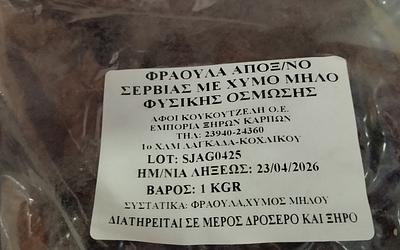 ΦΡΑΟΥΛΑ ΑΠΟΞ/ΝΟ
ΣΕΡΒΙΑΣ ΜΕ ΧΥΜΟ ΜΗΛΟ
ΦΥΣΙΚΗΣ ΟΣΜΩΣΗΣ
ΑΦΟΙ ΚΟΥΚΟΥΤΖΕΛΗ Ο.Ε.
ΕΜΠΟΡΙΑ ΞΗΡΩΝ ΚΑΡΠΩΝ
ΤΗΛ: 23940-24360
1ο ΧΛΜ ΛΑΓΚΑΔΑ-ΚΟΛΧΙΚΟΥ
LOT: SJAG0425
ΗΜ/ΝΙΑ ΛΗΞΕΩΣ: 23/04/2026
ΒΑΡΟΣ: 1 KGR
ΣΥΣΤΑΤΙΚΑ: ΦΡΑΟΥΛΑ,ΧΥΜΟΣ ΜΗΛΟΥ
ΔΙΑΤΗΡΕΙΤΑΙ ΣΕ ΜΕΡΟΣ ΔΡΟΣΕΡΟ ΚΑΙ ΞΗΡΟ